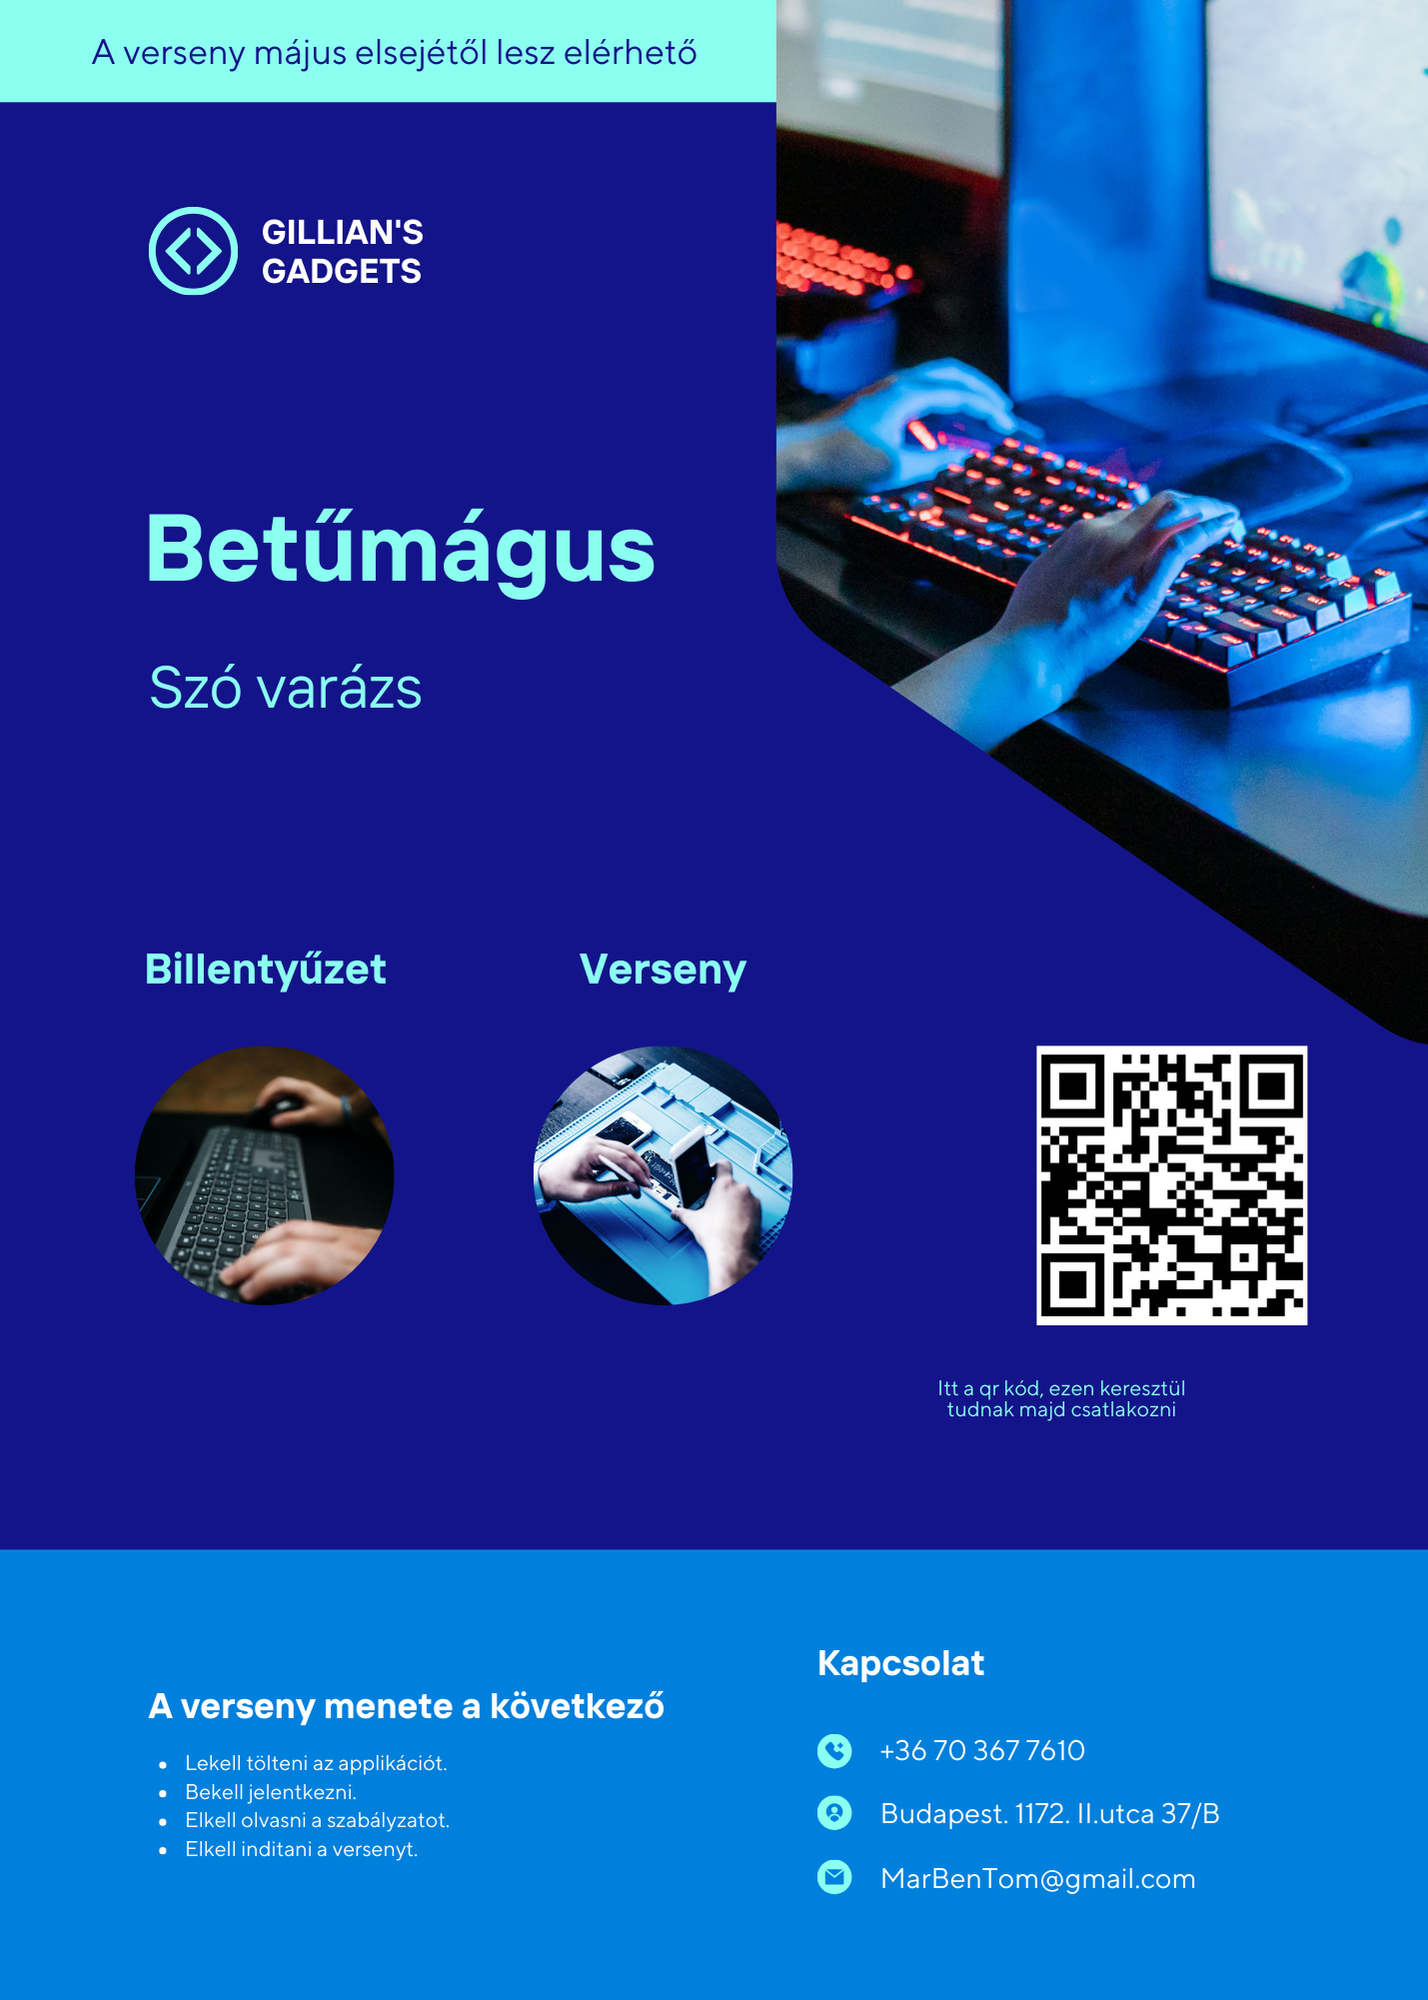 A verseny május elsejétől lesz elérhető
GILLIAN'S
GADGETS
Betűmágus
Szó varázs
Billentyűzet
Verseny
Itt a qr kód, ezen keresztül
tudnak majd csatlakozni
A verseny menete a következő
Lekell tölteni az applikációt.
Bekell jelentkezni.
Elkell olvasni a szabályzatot.
Elkell inditani a versenyt.
Kapcsolat
+36 70 367 7610
Budapest. 1172. II.utca 37/B
MarBenTom@gmail.com